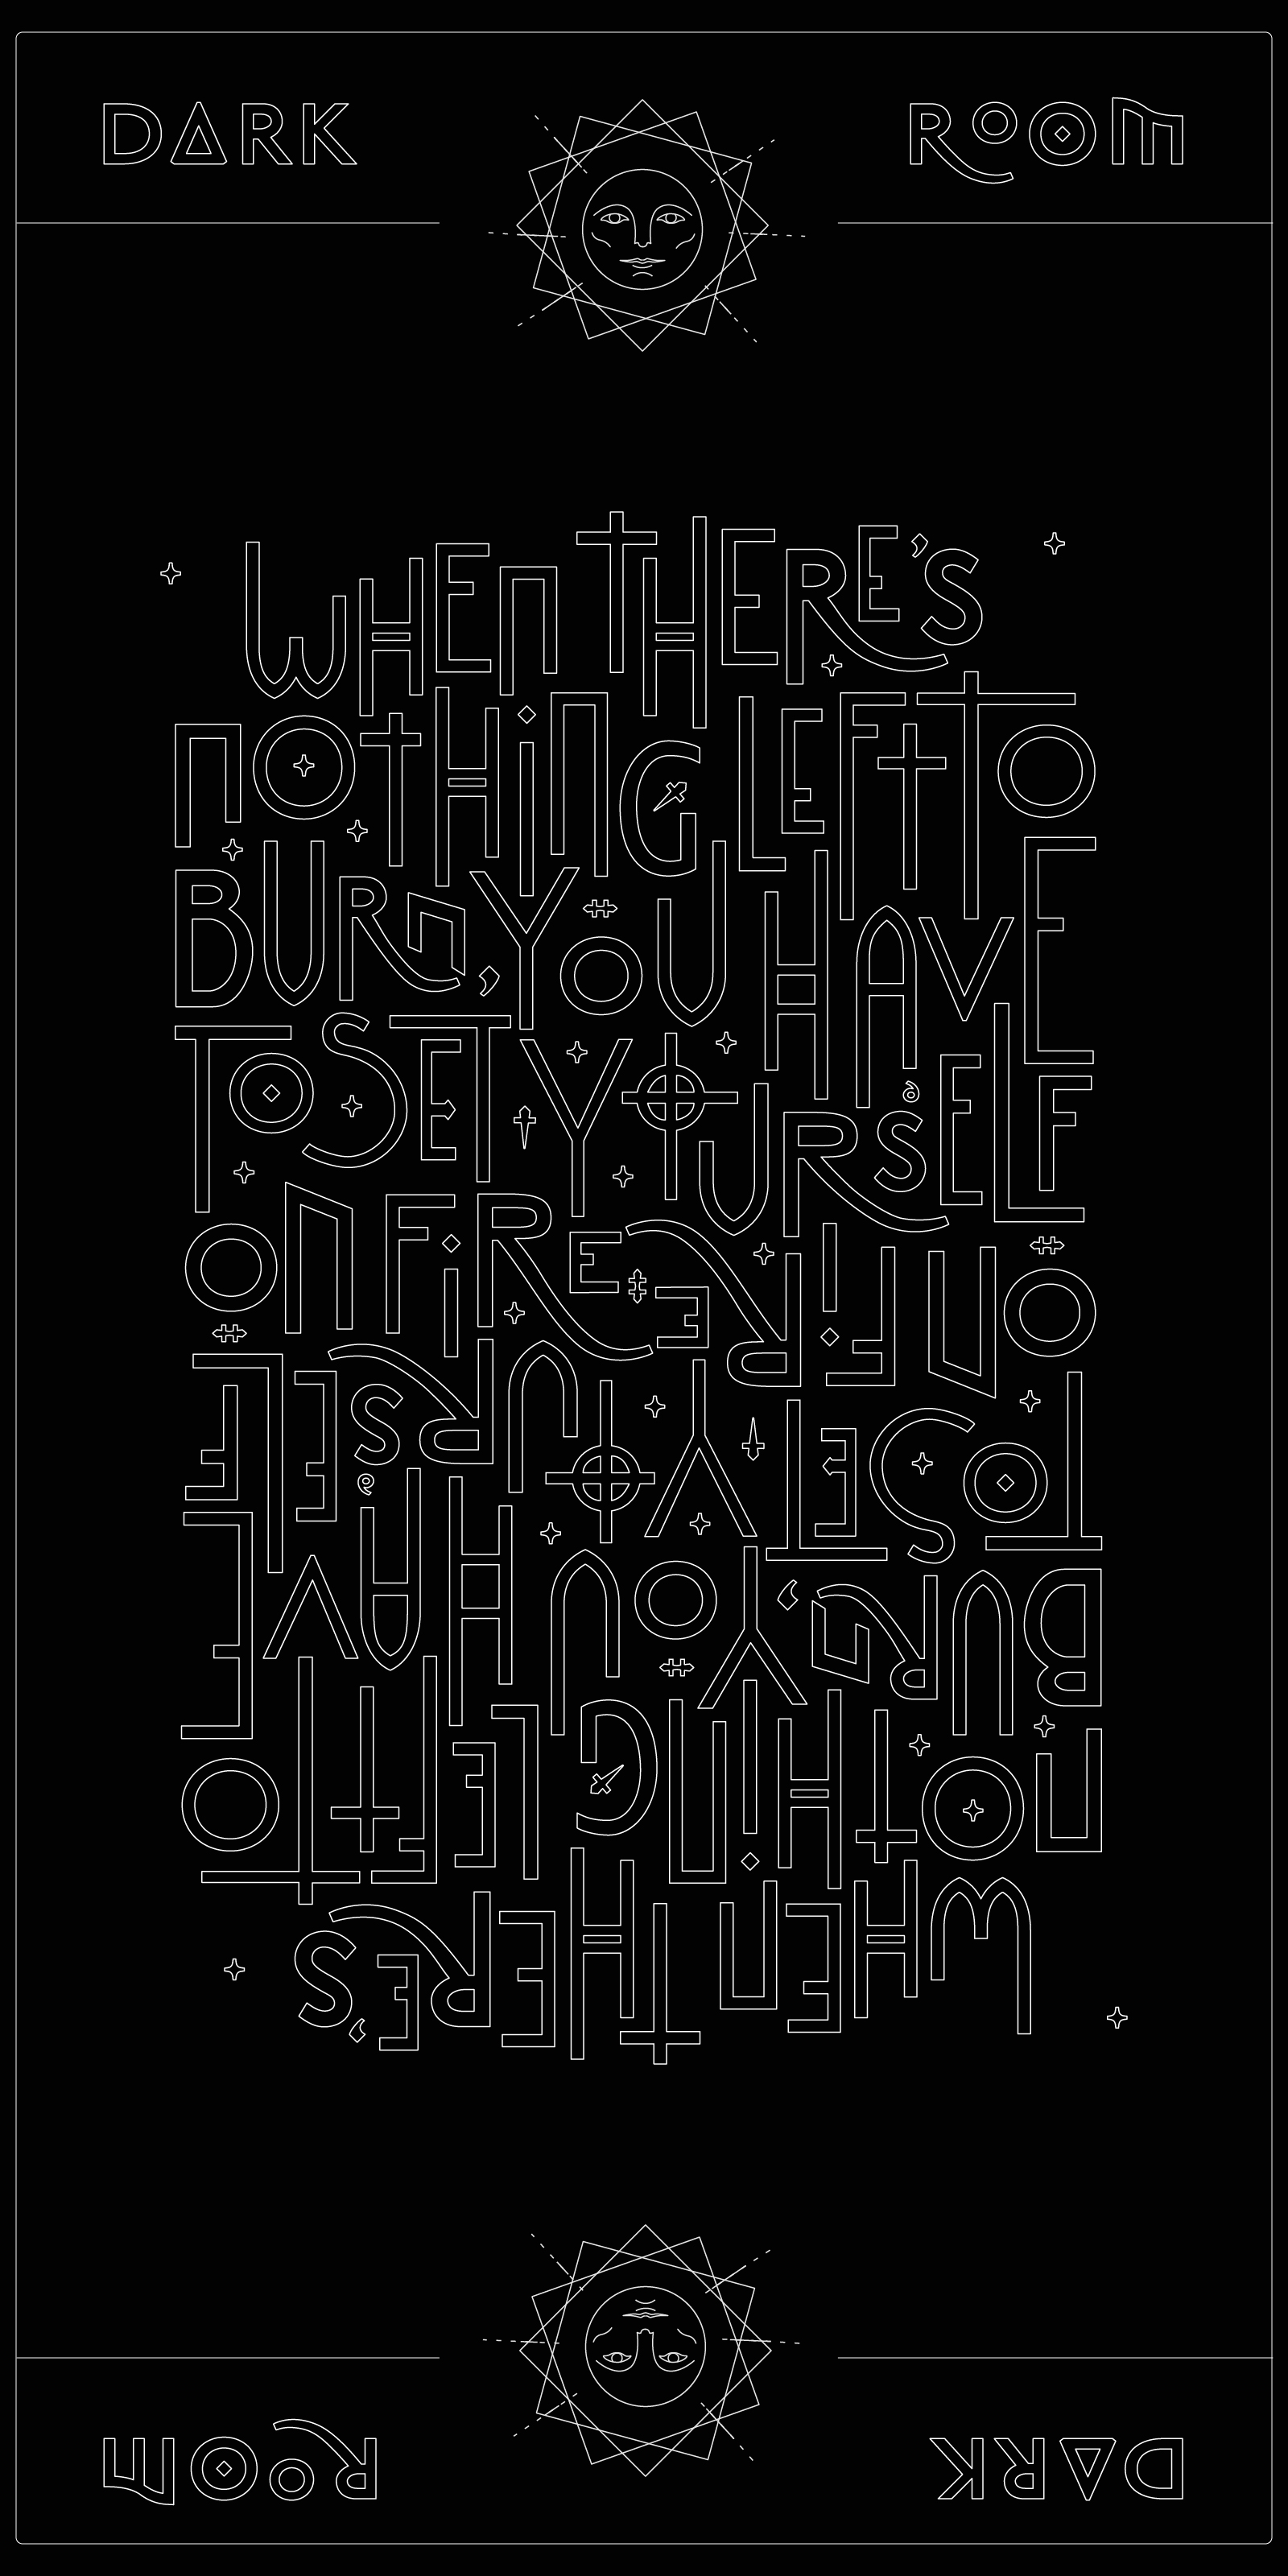 DARK ROOM
WHEN THERE'S
NOTHING LEFT TO
BURN, YOU HAVE
TO SET YOURSELF
ON FIRE
ON FIRE
TO SET YOURSELF
BURN, YOU HAVE
NOTHING LEFT TO
WHEN THERE'S
DARK ROOM